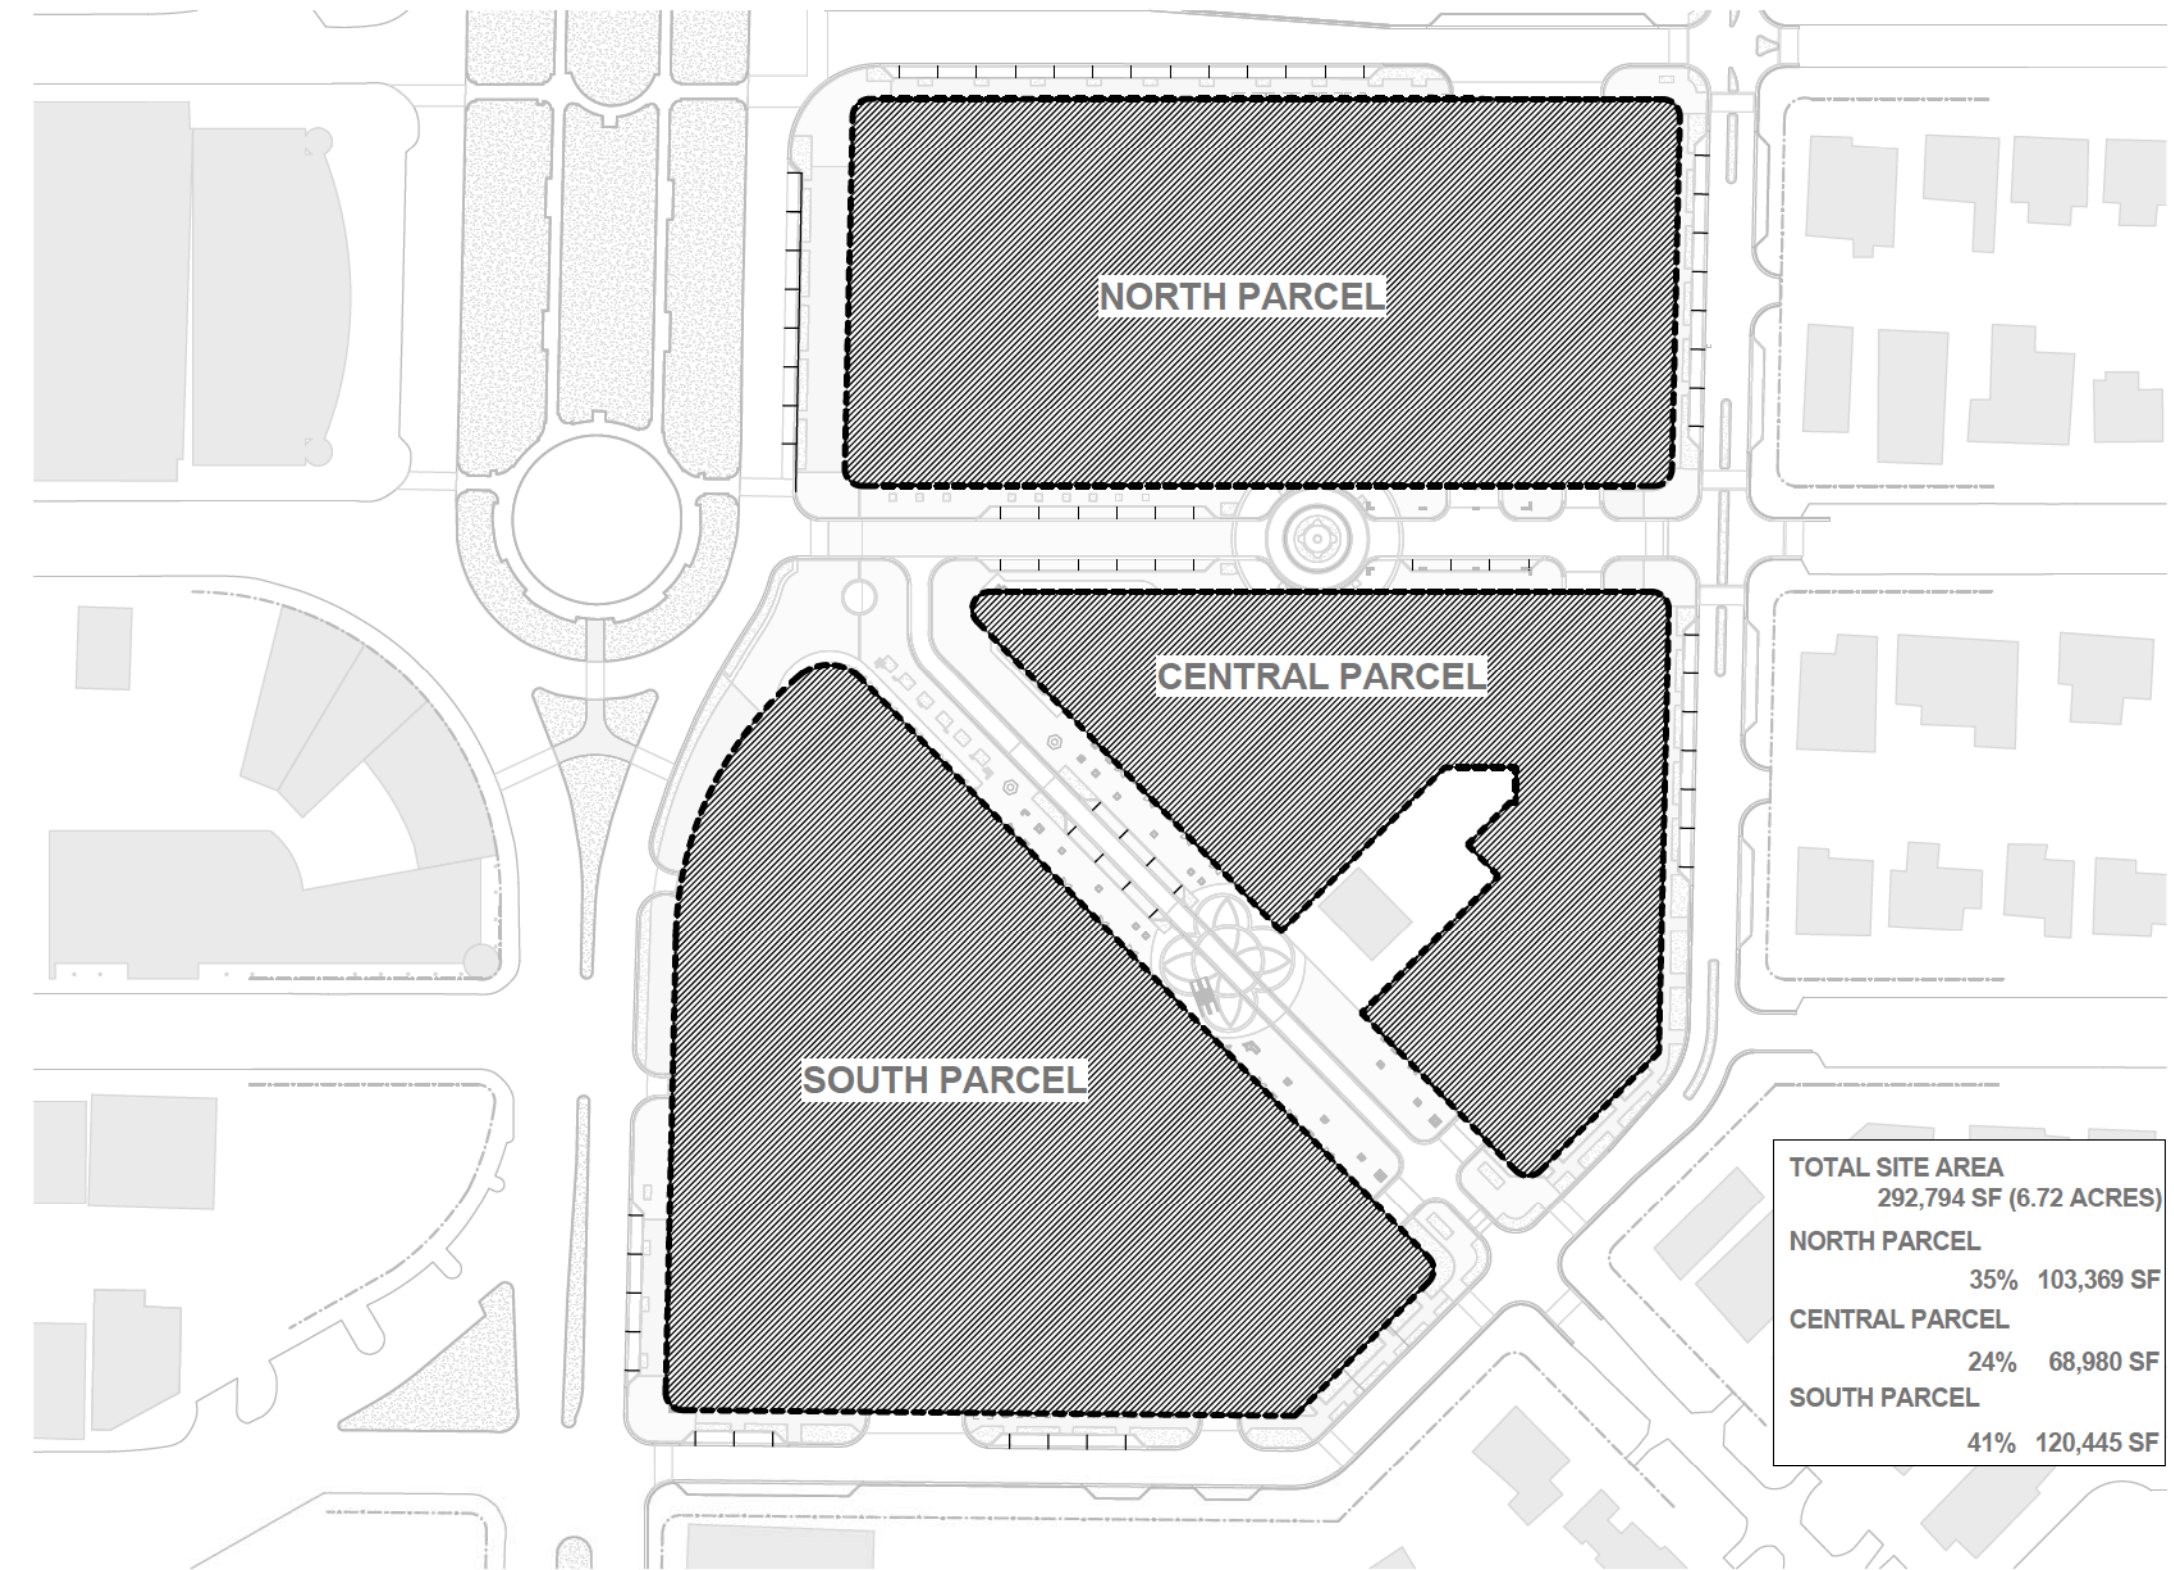 NORTH PARCEL
CENTRAL PARCEL
SOUTH PARCEL
TOTAL SITE AREA
292,794 SF (6.72 ACRES)
NORTH PARCEL
35% 103,369 SF
CENTRAL PARCEL
24% 68,980 SF
SOUTH PARCEL
41% 120,445 SF